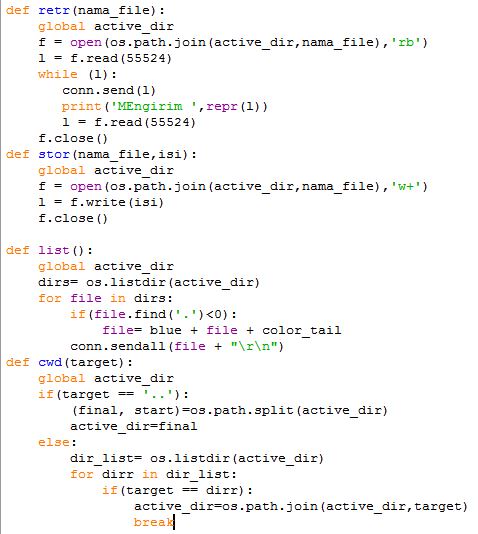 def retr(nama_file):
    global active_dir
    f = open(os.path.join(active_dir,nama_file),'rb')
    l = f.read(55524)
    while (l):
       conn.send(l)
       print('MEngirim ',repr(l))
       l = f.read(55524)
    f.close()
def stor(nama_file,isi):
    global active_dir
    f = open(os.path.join(active_dir,nama_file),'w+')
    l = f.write(isi)
    f.close()

def list():
    global active_dir
    dirs= os.listdir(active_dir)
    for file in dirs:
        if(file.find('.')<0):
            file= blue + file + color_tail
        conn.sendall(file + "\r\n")
def cwd(target):
    global active_dir
    if(target == '..'):
        (final, start)=os.path.split(active_dir)
        active_dir=final
    else:
        dir_list= os.listdir(active_dir)
        for dirr in dir_list:
            if(target == dirr):
                active_dir=os.path.join(active_dir,target)
                break